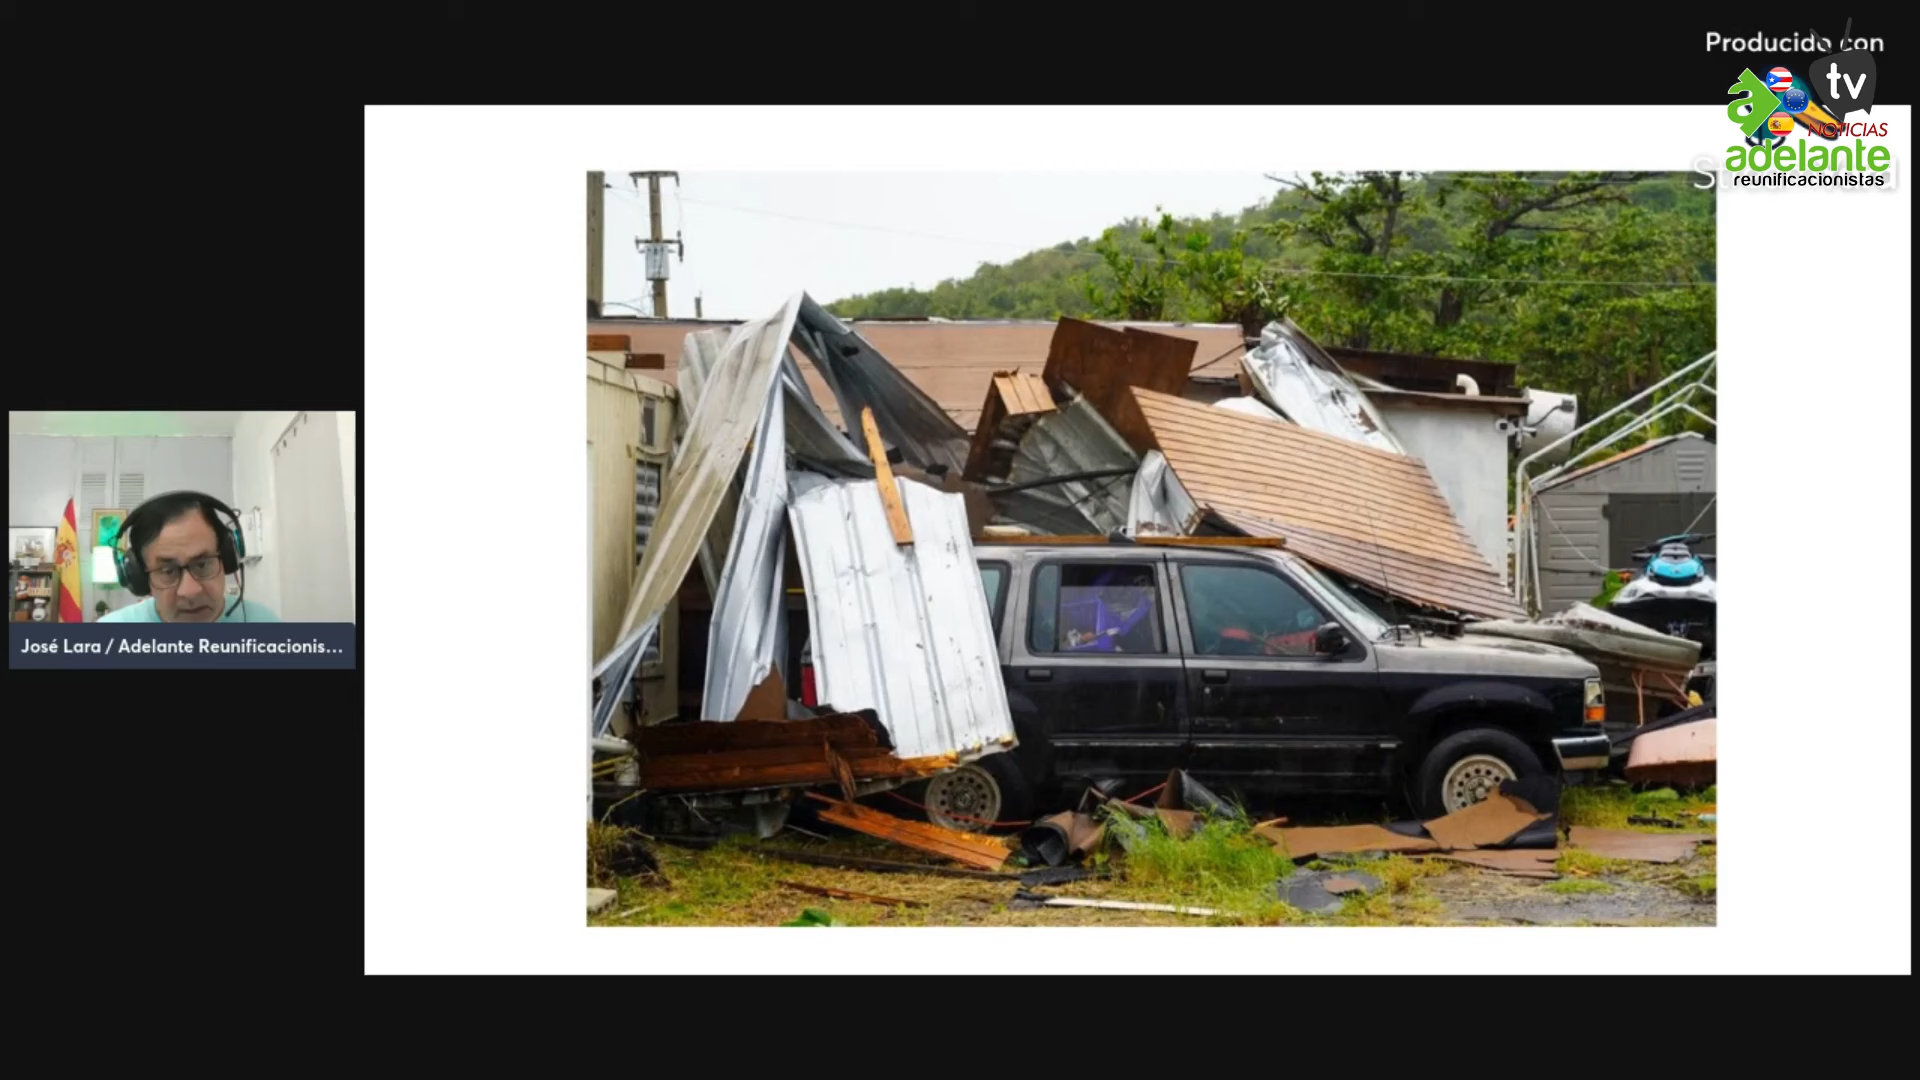 Producido con
tv
a
NOTICIAS
adelante
reunificacionistas
José Lara / Adelante Reunificacionis...